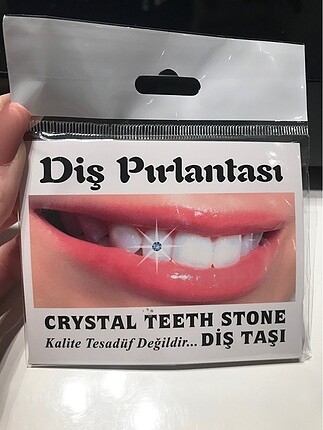 Diş Pırlantası
CRYSTAL TEETH STONE
Kalite Tesadüf Değildir... DİŞ TAŞI